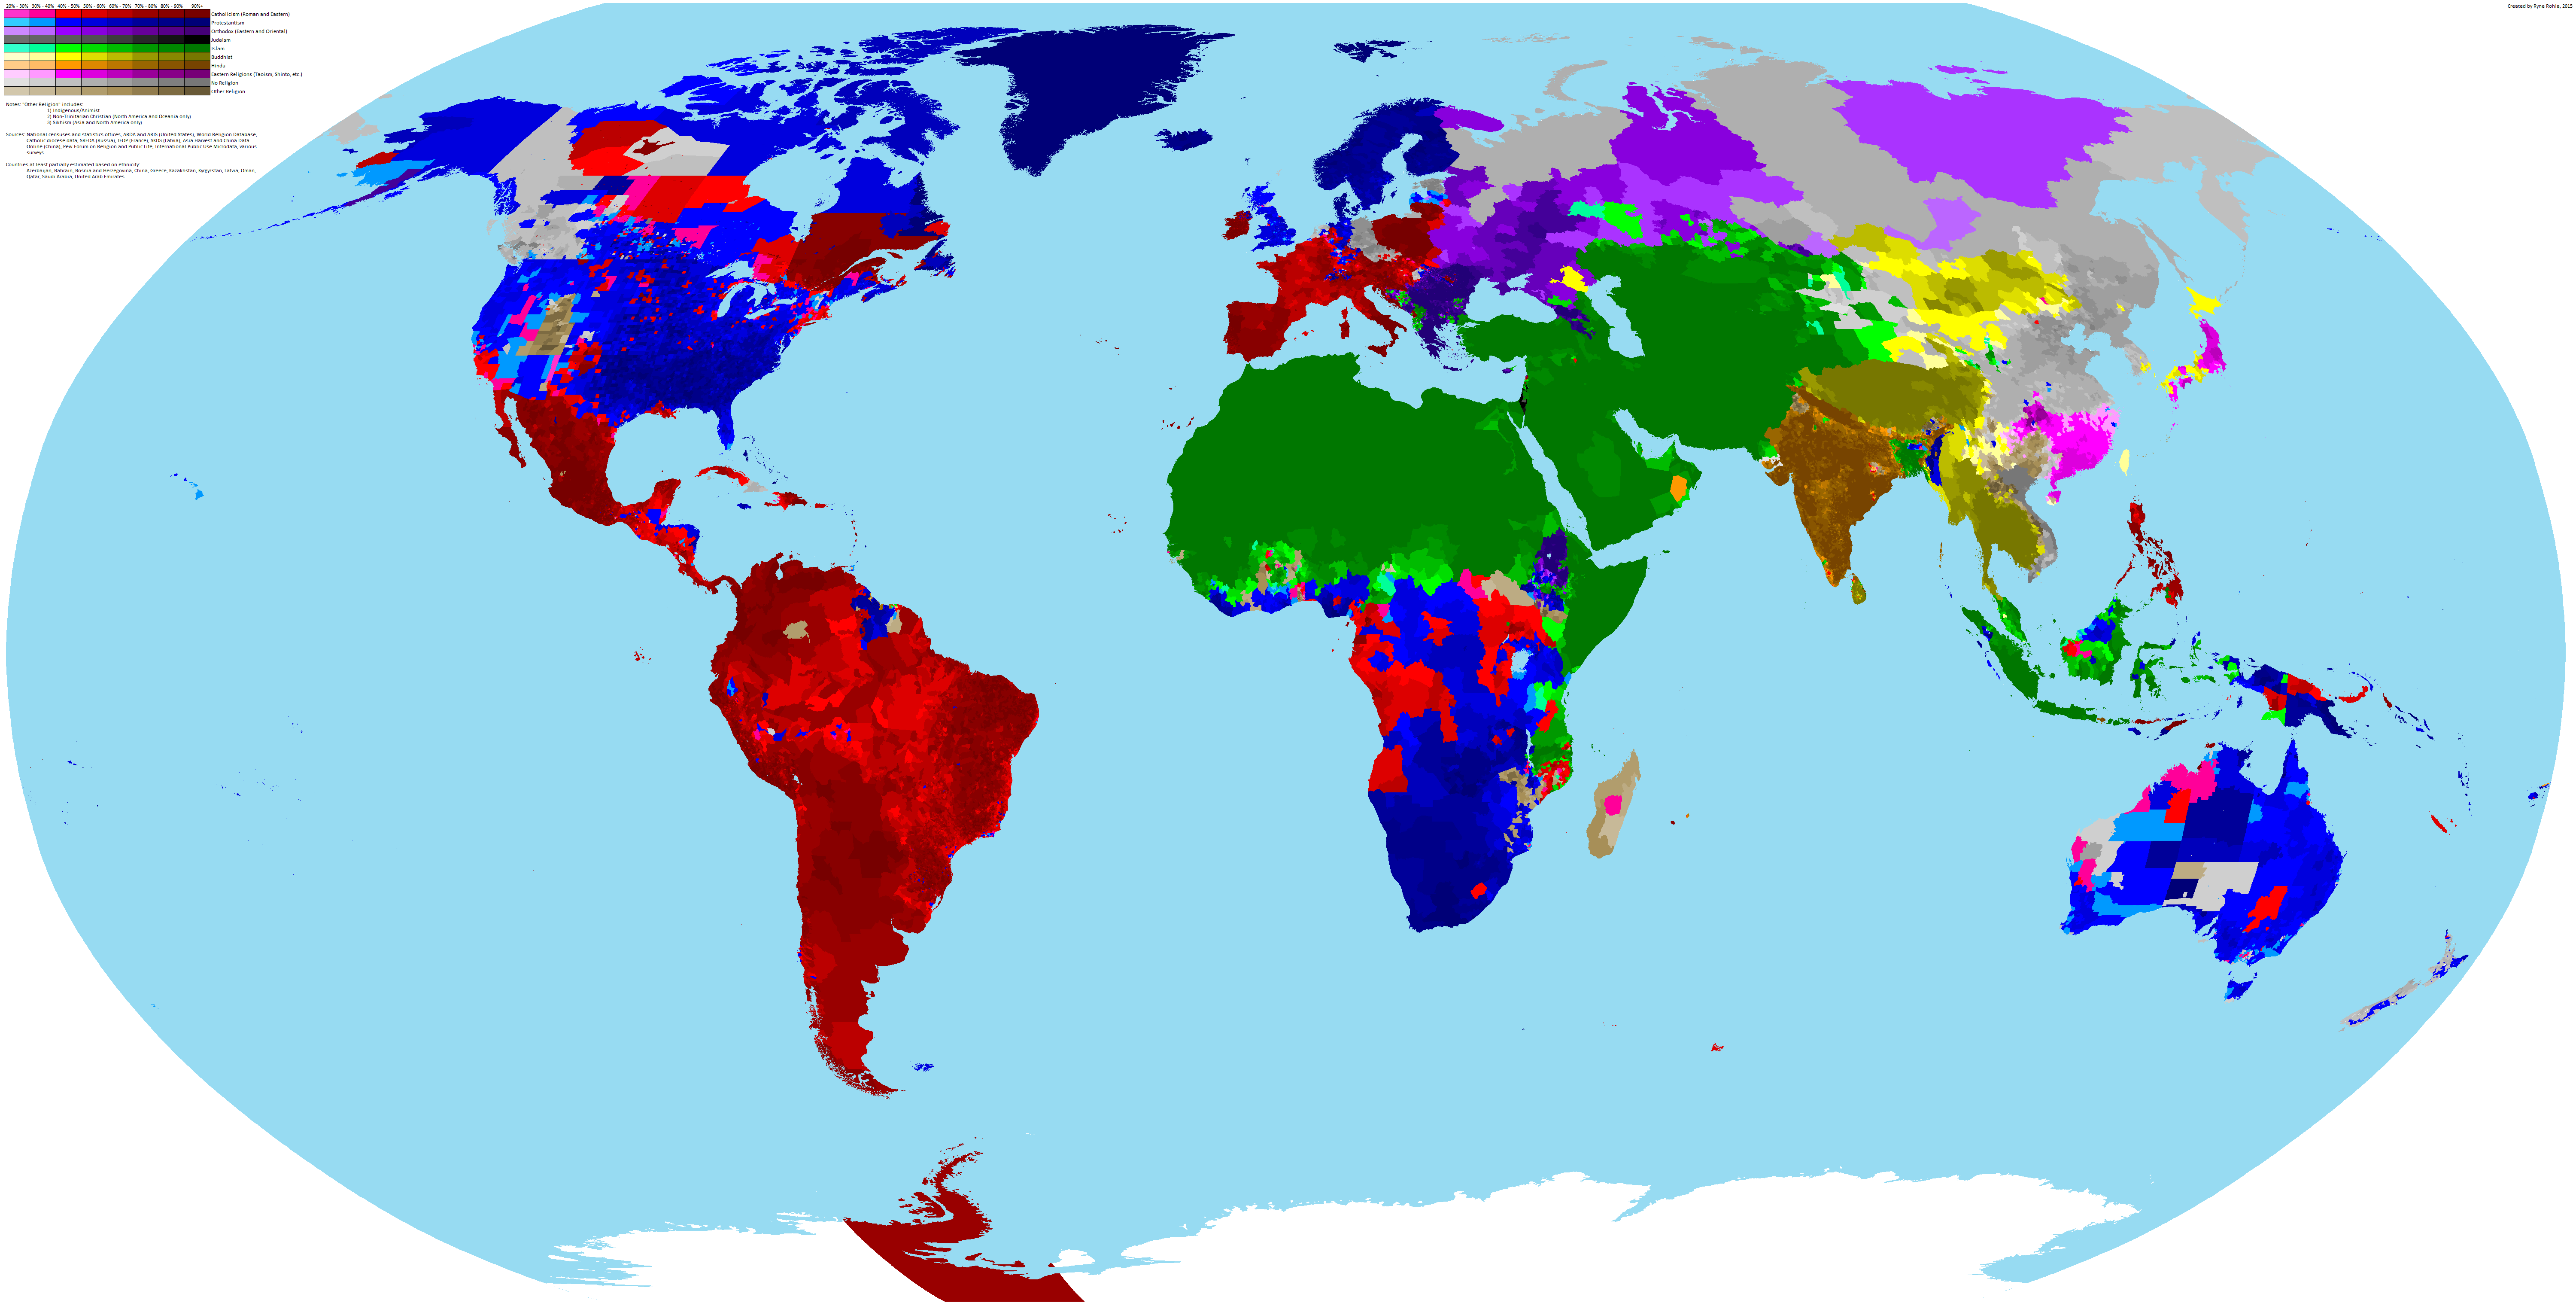 20% - 30% 30% - 40% 40% - 50% 50% - 60% 60% - 70% 70% - 80% 80% - 90% 90%+
Catholicism (Roman and Eastern)
Protestantism
Orthodox (Eastern and Oriental)
Judaism
Islam
Buddhist
Hindu
Eastern Religions (Taoism, Shinto, etc.)
No Religion
Other Religion
Notes: "Other Religion" includes:
1) Indigenous/Animist
2) Non-Trinitarian Christian (North America and Oceania only)
3) Sikhism (Asia and North America only)
Sources: National censuses and statistics offices, ARDA and ARIS (United States), World Religion Database,
Catholic diocese data, SREDA (Russia), IFOP (France), SKDS (Latvia), Asia Harvest and China Data
Online (China), Pew Forum on Religion and Public Life, International Public Use Microdata, various
surveys
Countries at least partially estimated based on ethnicity:
Azerbaijan, Bahrain, Bosnia and Herzegovina, China, Greece, Kazakhstan, Kyrgyzstan, Latvia, Oman,
Qatar, Saudi Arabia, United Arab Emirates
Created by Ryne Rohla, 2015